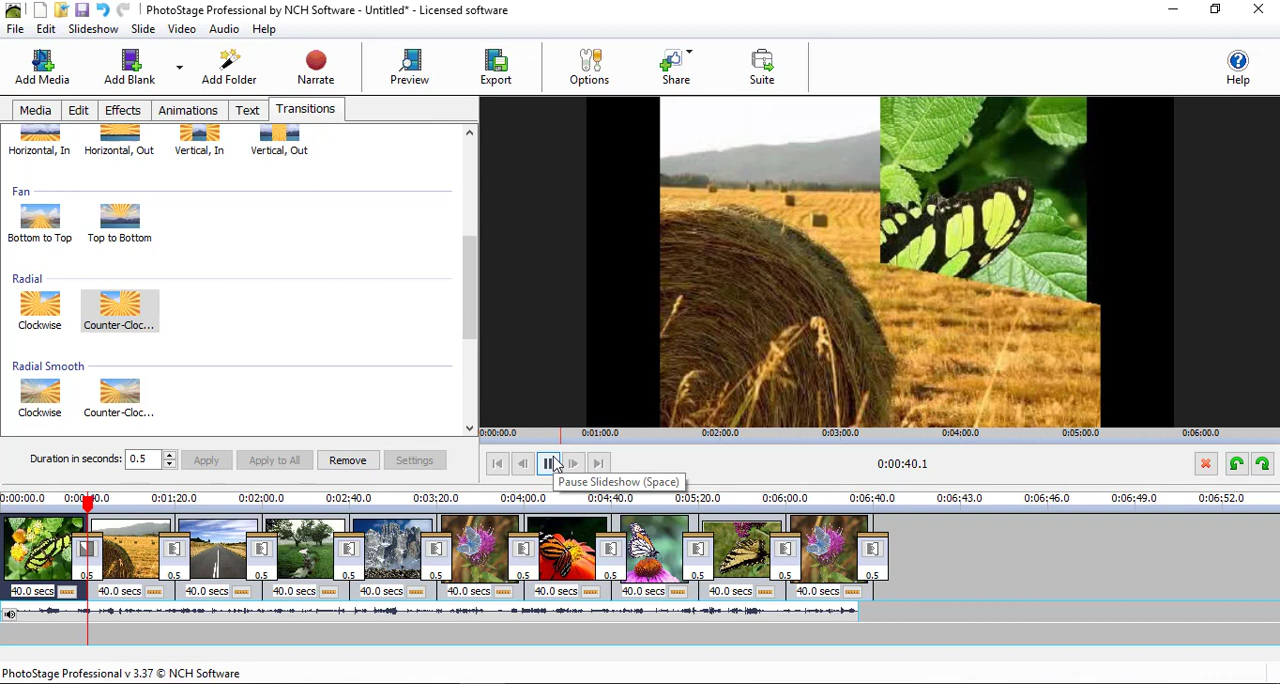 PhotoStage Professional by NCH Software - Untitled* - Licensed software
File Edit Slideshow Slide Video Audio Help
Add Media Add Blank Add Folder Narrate Preview Export Options Share Suite Help
Media Edit Effects Animations Text Transitions
Horizontal, In Horizontal, Out Vertical, In Vertical, Out
Fan
Bottom to Top Top to Bottom
Radial
Clockwise Counter-Cloc...
Radial Smooth
Clockwise Counter-Cloc...
0:00:00.0 0:01:00.0 0:02:00.0 0:03:00.0 0:04:00.0 0:05:00.0 0:06:00.0
Duration in seconds: 0.5 Apply Apply to All Remove Settings
0:00:40.1
Pause Slideshow (Space)
0:00:00.0 0:00:40.0 0:01:20.0 0:02:00.0 0:02:40.0 0:03:20.0 0:04:00.0 0:04:40.0 0:05:20.0 0:06:00.0 0:06:40.0 0:06:43.0 0:06:46.0 0:06:49.0 0:06:52.0
0.5 0.5 0.5 0.5 0.5 0.5 0.5 0.5 0.5 0.5
40.0 secs 40.0 secs 40.0 secs 40.0 secs 40.0 secs 40.0 secs 40.0 secs 40.0 secs 40.0 secs 40.0 secs
PhotoStage Professional v 3.37 © NCH Software